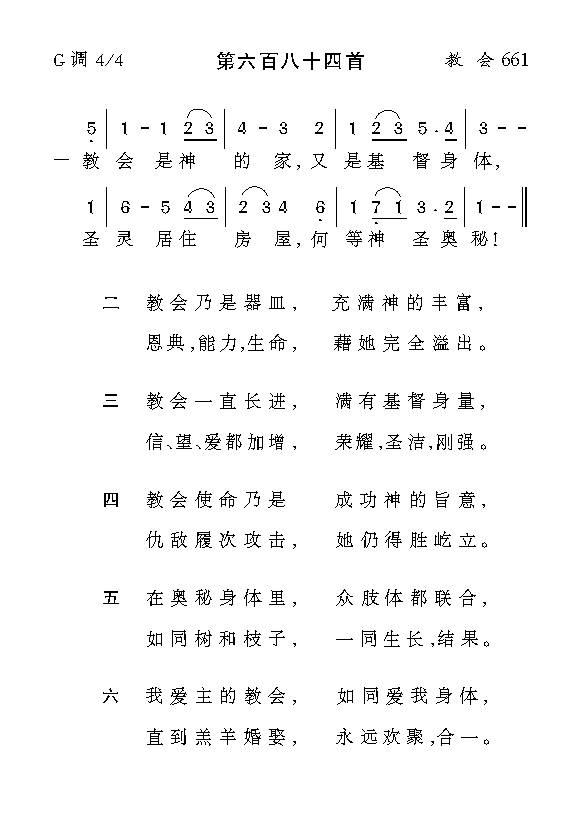 G调 4/4 第六百八十四首 教 会 661
5̣ | 1 - 1 2 3 | 4 - 3 2 | 1 2 3 5 . 4 | 3 - -
一 教 会 是 神 的 家, 又 是 基 督 身 体,
1 | 6 - 5 4 3 | 2 3 4 6̣ | 1 7̣ 1 3 . 2 | 1 - - ‖
圣 灵 居 住 房 屋, 何 等 神 圣 奥 秘!
二 教会乃是器皿, 充满神的丰富,
恩典,能力,生命, 藉她完全溢出。
三 教会一直长进, 满有基督身量,
信、望、爱都加增, 荣耀,圣洁,刚强。
四 教会使命乃是 成功神的旨意,
仇敌履次攻击, 她仍得胜屹立。
五 在奥秘身体里, 众肢体都联合,
如同树和枝子, 一同生长,结果。
六 我爱主的教会, 如同爱我身体,
直到羔羊婚娶, 永远欢聚,合一。